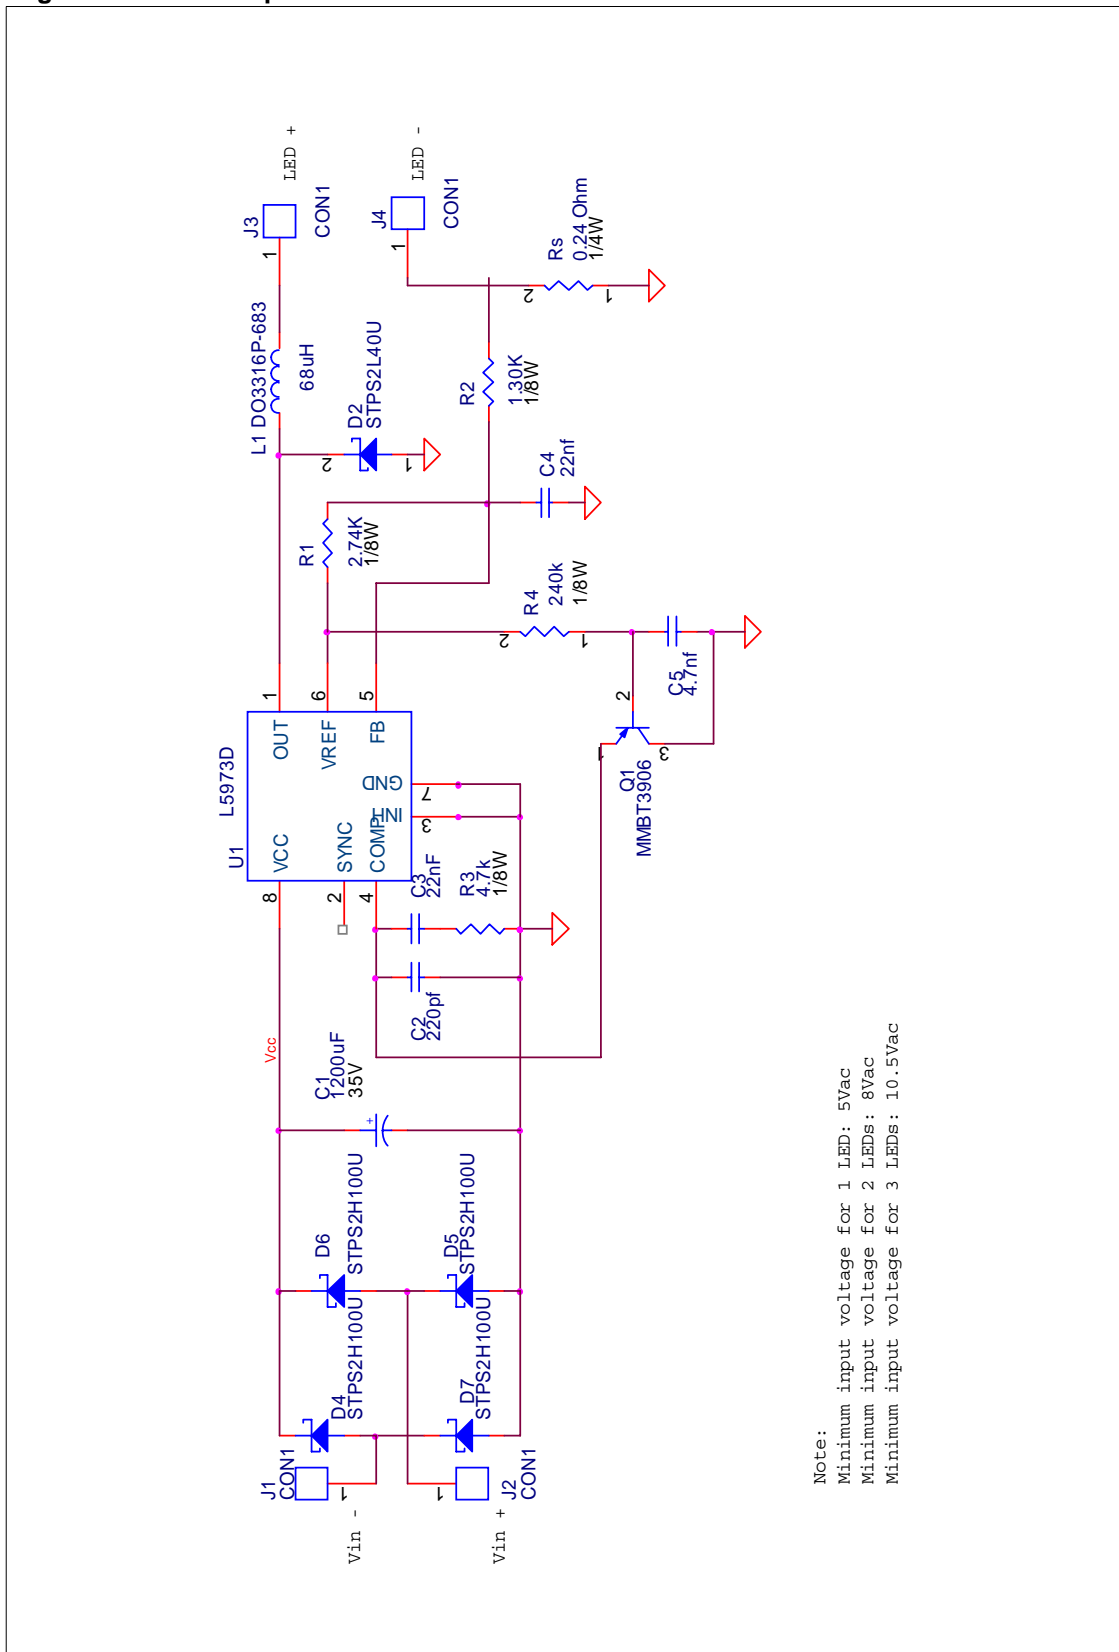 LED +
LED -
J3
CON1
1
J4
CON1
1
Rs
0.24 Ohm
1/4W
2
1
L1 DO3316P-683
68uH
D2
STPS2L40U
2
1
R2
1.30K
1/8W
C4
22nf
R1
2.74K
1/8W
R4
240k
1/8W
2
1
C5
4.7nf
2
1
3
Q1
MMBT3906
1
6
5
OUT
VREF
FB
GND
7
INH
3
L5973D
U1
VCC
SYNC
COMP
8
2
4
C3
22nF
R3
4.7k
1/8W
C2
220pf
Vcc
C1
1200uF
35V
+
D6
STPS2H100U
D5
STPS2H100U
D4
STPS2H100U
D7
STPS2H100U
J1
CON1
1
J2
CON1
1
Vin -
Vin +
Note:
Minimum input voltage for 1 LED: 5Vac
Minimum input voltage for 2 LEDs: 8Vac
Minimum input voltage for 3 LEDs: 10.5Vac